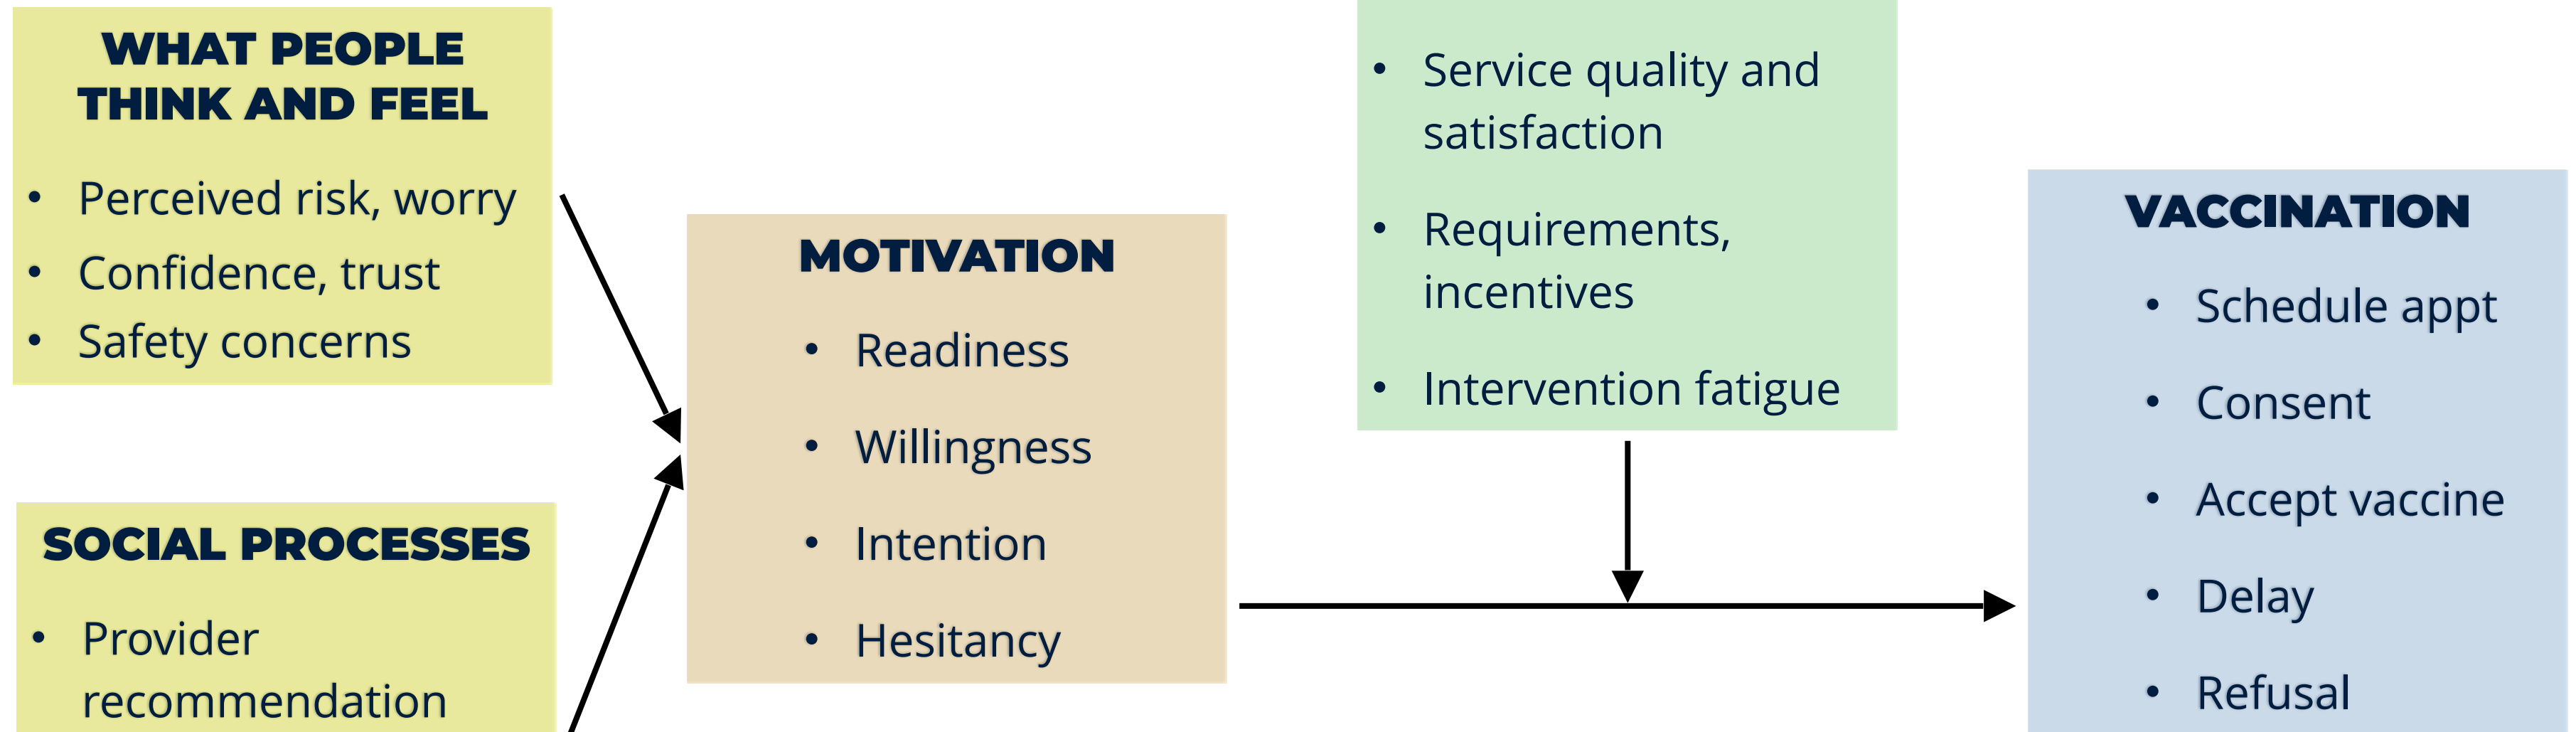 WHAT PEOPLE
THINK AND FEEL
• Perceived risk, worry
• Confidence, trust
• Safety concerns
SOCIAL PROCESSES
• Provider
recommendation
MOTIVATION
• Readiness
• Willingness
• Intention
• Hesitancy
• Service quality and
satisfaction
• Requirements,
incentives
• Intervention fatigue
VACCINATION
• Schedule appt
• Consent
• Accept vaccine
• Delay
• Refusal